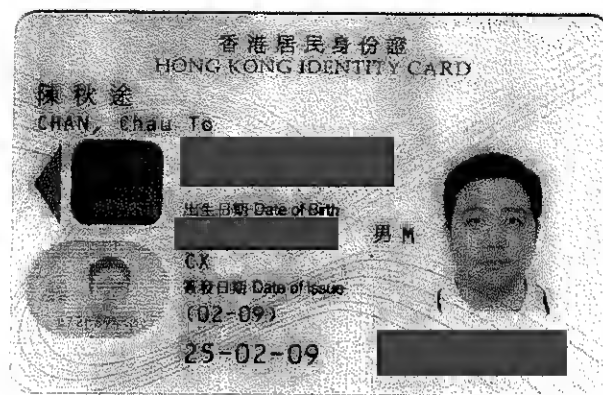 香港居民身份證
HONG KONG IDENTITY CARD
陳秋途
CHAN, Chau To
出生日期 Date of Birth
男 M
CX
簽發日期 Date of Issue
(02-09)
25-02-09